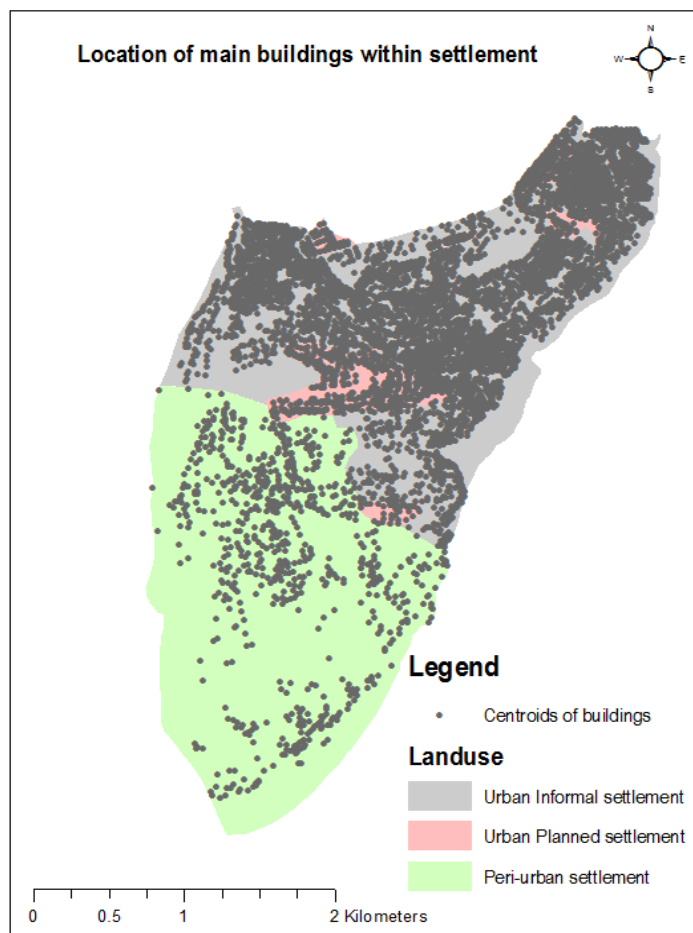 Location of main buildings within settlement
N
W E
S
Legend
Centroids of buildings
Landuse
Urban Informal settlement
Urban Planned settlement
Peri-urban settlement
0 0.5 1 2 Kilometers